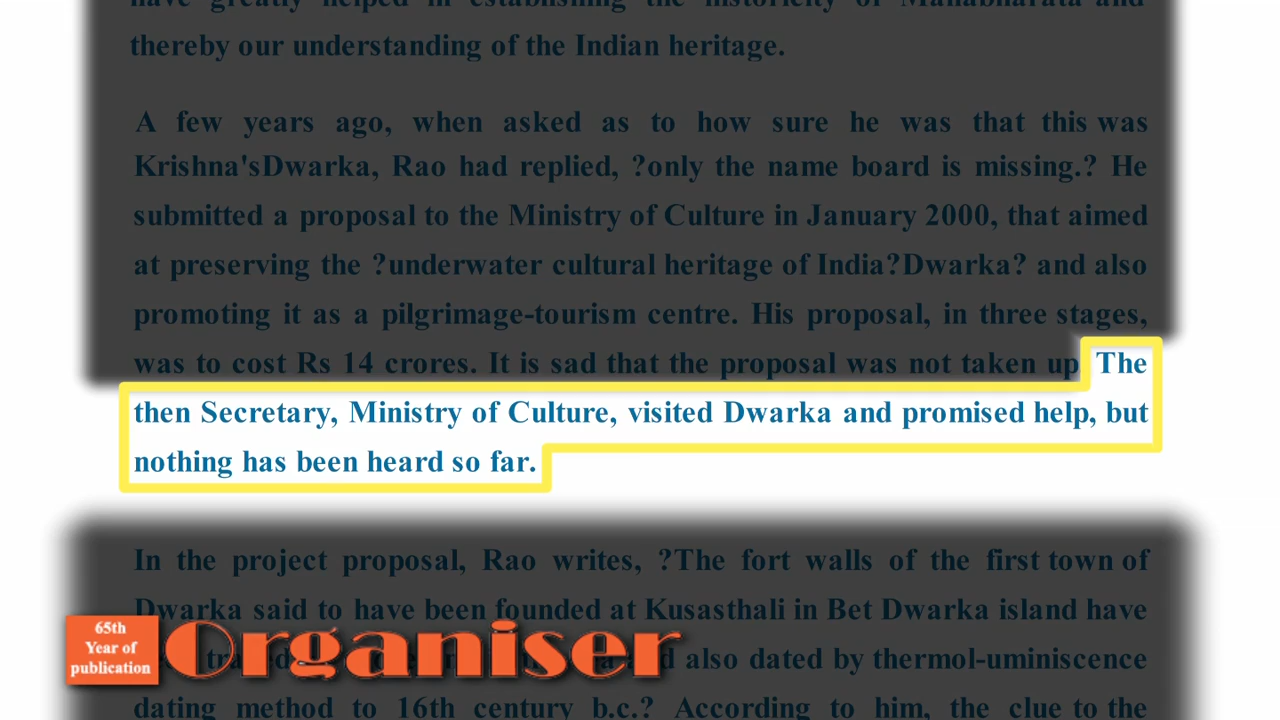 have greatly helped in establishing the historicity of Mahabharata and
thereby our understanding of the Indian heritage.
A few years ago, when asked as to how sure he was that this was
Krishna'sDwarka, Rao had replied, ?only the name board is missing.? He
submitted a proposal to the Ministry of Culture in January 2000, that aimed
at preserving the ?underwater cultural heritage of India?Dwarka? and also
promoting it as a pilgrimage-tourism centre. His proposal, in three stages,
was to cost Rs 14 crores. It is sad that the proposal was not taken up. The
then Secretary, Ministry of Culture, visited Dwarka and promised help, but
nothing has been heard so far.
In the project proposal, Rao writes, ?The fort walls of the first town of
Dwarka said to have been founded at Kusasthali in Bet Dwarka island have
also dated by thermol-uminiscence
dating method to 16th century b.c.? According to him, the clue to the
65th
Year of
publication
Organiser